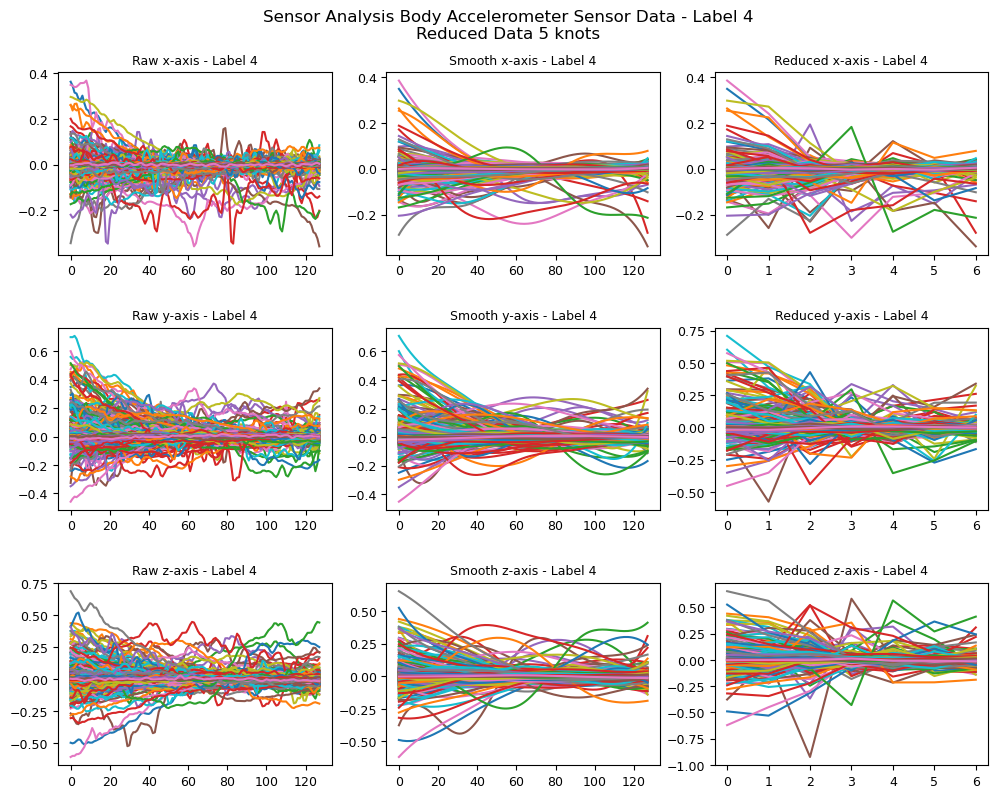 Sensor Analysis Body Accelerometer Sensor Data - Label 4
Reduced Data 5 knots
Raw x-axis - Label 4
0.4
0.2
0.0
−0.2
0 20 40 60 80 100 120
Smooth x-axis - Label 4
0.4
0.2
0.0
−0.2
0 20 40 60 80 100 120
Reduced x-axis - Label 4
0.4
0.2
0.0
−0.2
0 1 2 3 4 5 6
Raw y-axis - Label 4
0.6
0.4
0.2
0.0
−0.2
−0.4
0 20 40 60 80 100 120
Smooth y-axis - Label 4
0.6
0.4
0.2
0.0
−0.2
−0.4
0 20 40 60 80 100 120
Reduced y-axis - Label 4
0.75
0.50
0.25
0.00
−0.25
−0.50
0 1 2 3 4 5 6
Raw z-axis - Label 4
0.75
0.50
0.25
0.00
−0.25
−0.50
0 20 40 60 80 100 120
Smooth z-axis - Label 4
0.50
0.25
0.00
−0.25
−0.50
0 20 40 60 80 100 120
Reduced z-axis - Label 4
0.50
0.25
0.00
−0.25
−0.50
−0.75
−1.00
0 1 2 3 4 5 6